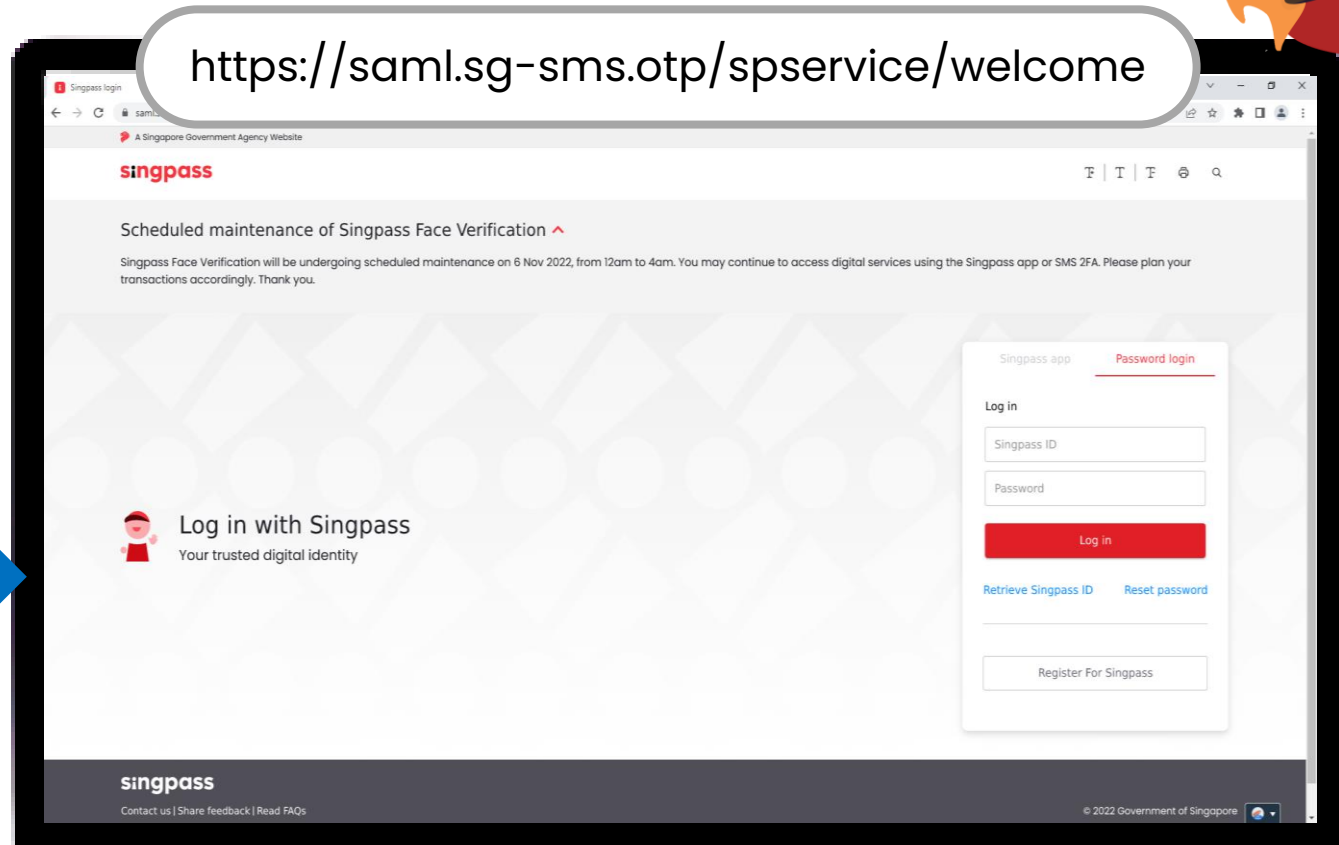 https://saml.sg-sms.otp/spservice/welcome
Singpass login
A Singapore Government Agency Website
singpass
T | T | T
Scheduled maintenance of Singpass Face Verification
Singpass Face Verification will be undergoing scheduled maintenance on 6 Nov 2022, from 12am to 4am. You may continue to access digital services using the Singpass app or SMS 2FA. Please plan your
transactions accordingly. Thank you.
Singpass app Password login
Log in
Singpass ID
Password
Log in with Singpass
Your trusted digital identity
Log in
Retrieve Singpass ID Reset password
Register For Singpass
singpass
Contact us | Share feedback | Read FAQs
© 2022 Government of Singapore